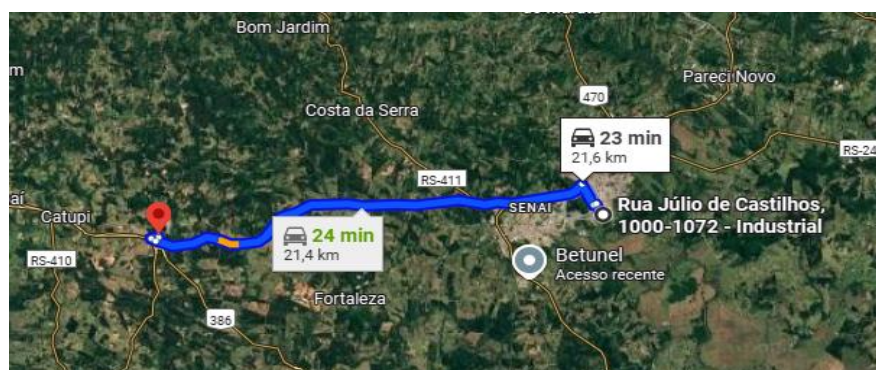 Bom Jardim
Pareci Novo
470
Costa da Serra
23 min
21,6 km
RS-24
RS-411
SENAI
Rua Júlio de Castilhos,
1000-1072 - Industrial
Catupi
24 min
21,4 km
RS-410
Betunel
Acesso recente
Fortaleza
386